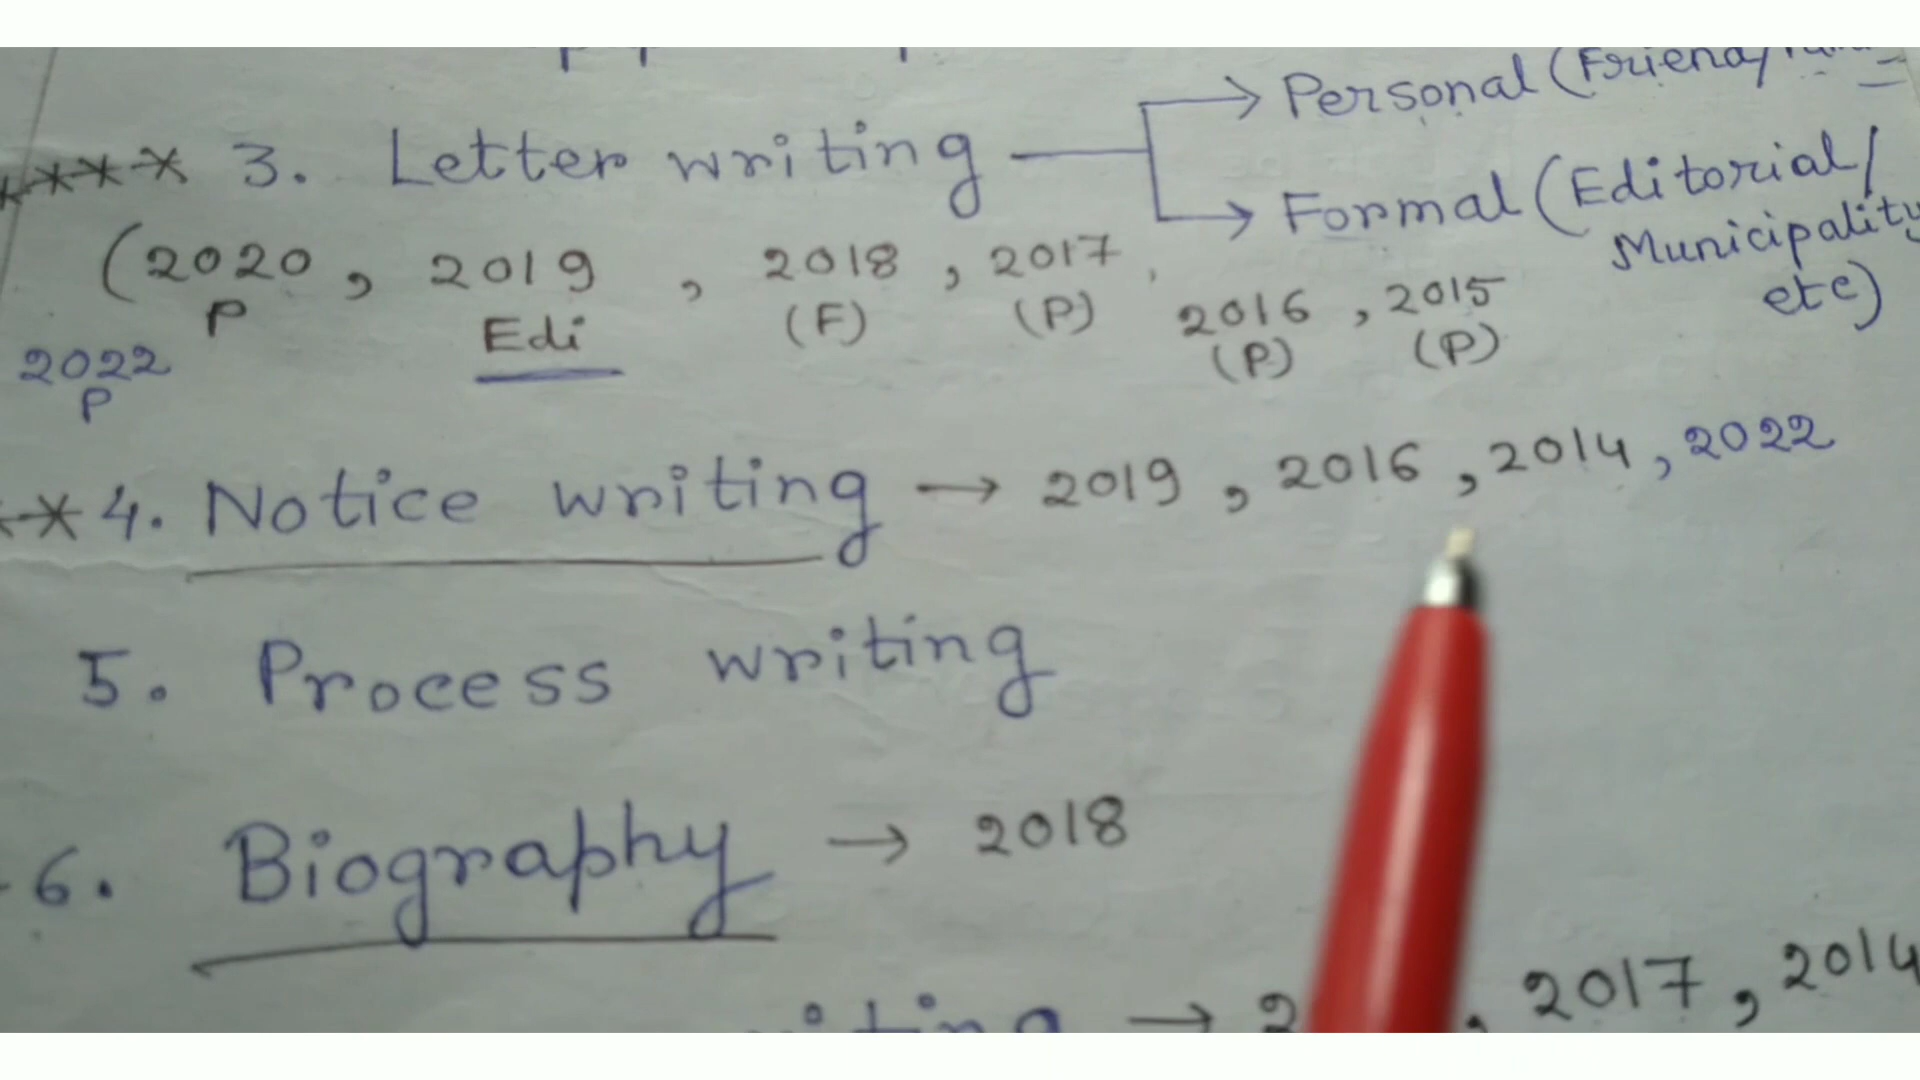 → Personal (Friend/
*** 3. Letter writing
→ Formal (Editorial/
Municipality
etc)
(2020, 2019, 2018, 2017,
P Edi (F) (P)
2016, 2015
(P) (P)
2022
P
** 4. Notice writing → 2019, 2016, 2014, 2022
5. Process writing
6. Biography → 2018
→ , 2017, 2014